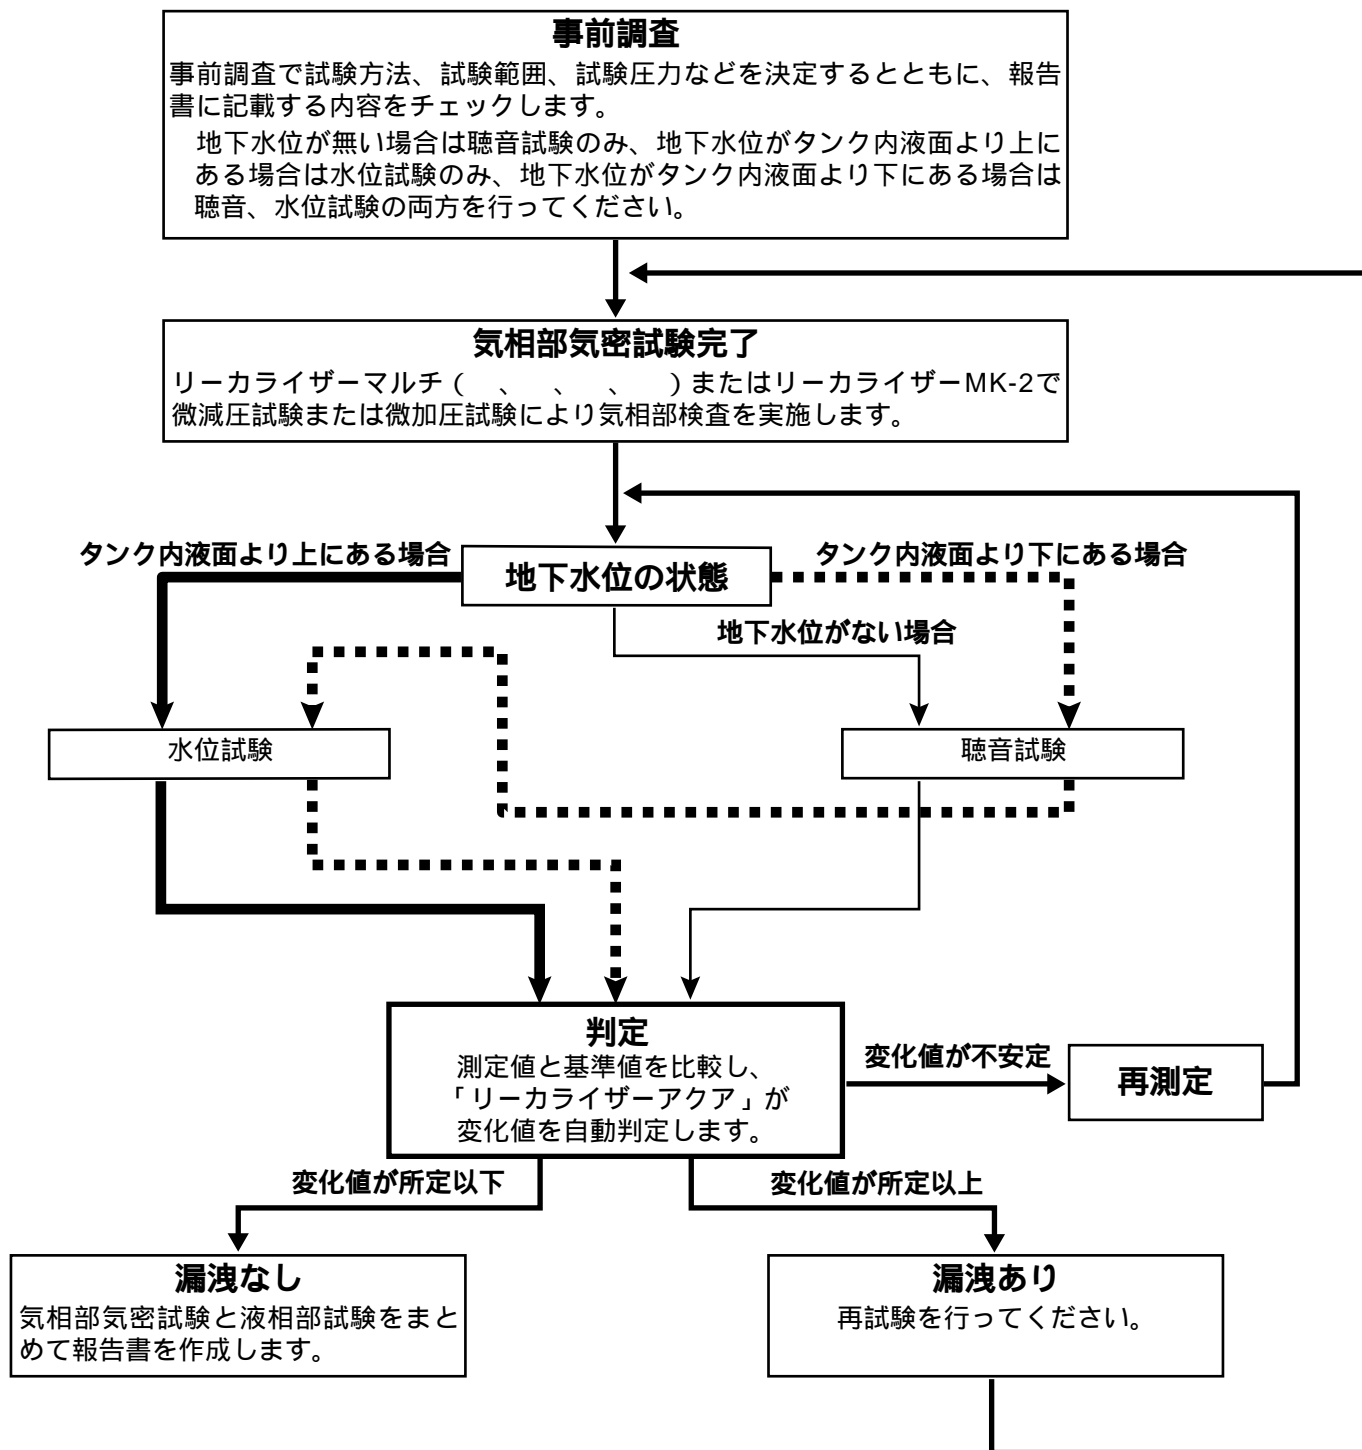 事前調査
事前調査で試験方法、試験範囲、試験圧力などを決定するとともに、報告
書に記載する内容をチェックします。
地下水位が無い場合は聴音試験のみ、地下水位がタンク内液面より上に
ある場合は水位試験のみ、地下水位がタンク内液面より下にある場合は
聴音、水位試験の両方を行ってください。
気相部気密試験完了
リーカライザーマルチ（　、　、　、　）またはリーカライザーMK-2で
微減圧試験または微加圧試験により気相部検査を実施します。
タンク内液面より上にある場合
地下水位の状態
タンク内液面より下にある場合
地下水位がない場合
水位試験
聴音試験
判定
測定値と基準値を比較し、
「リーカライザーアクア」が
変化値を自動判定します。
変化値が不安定
再測定
変化値が所定以下
変化値が所定以上
漏洩なし
気相部気密試験と液相部試験をまと
めて報告書を作成します。
漏洩あり
再試験を行ってください。